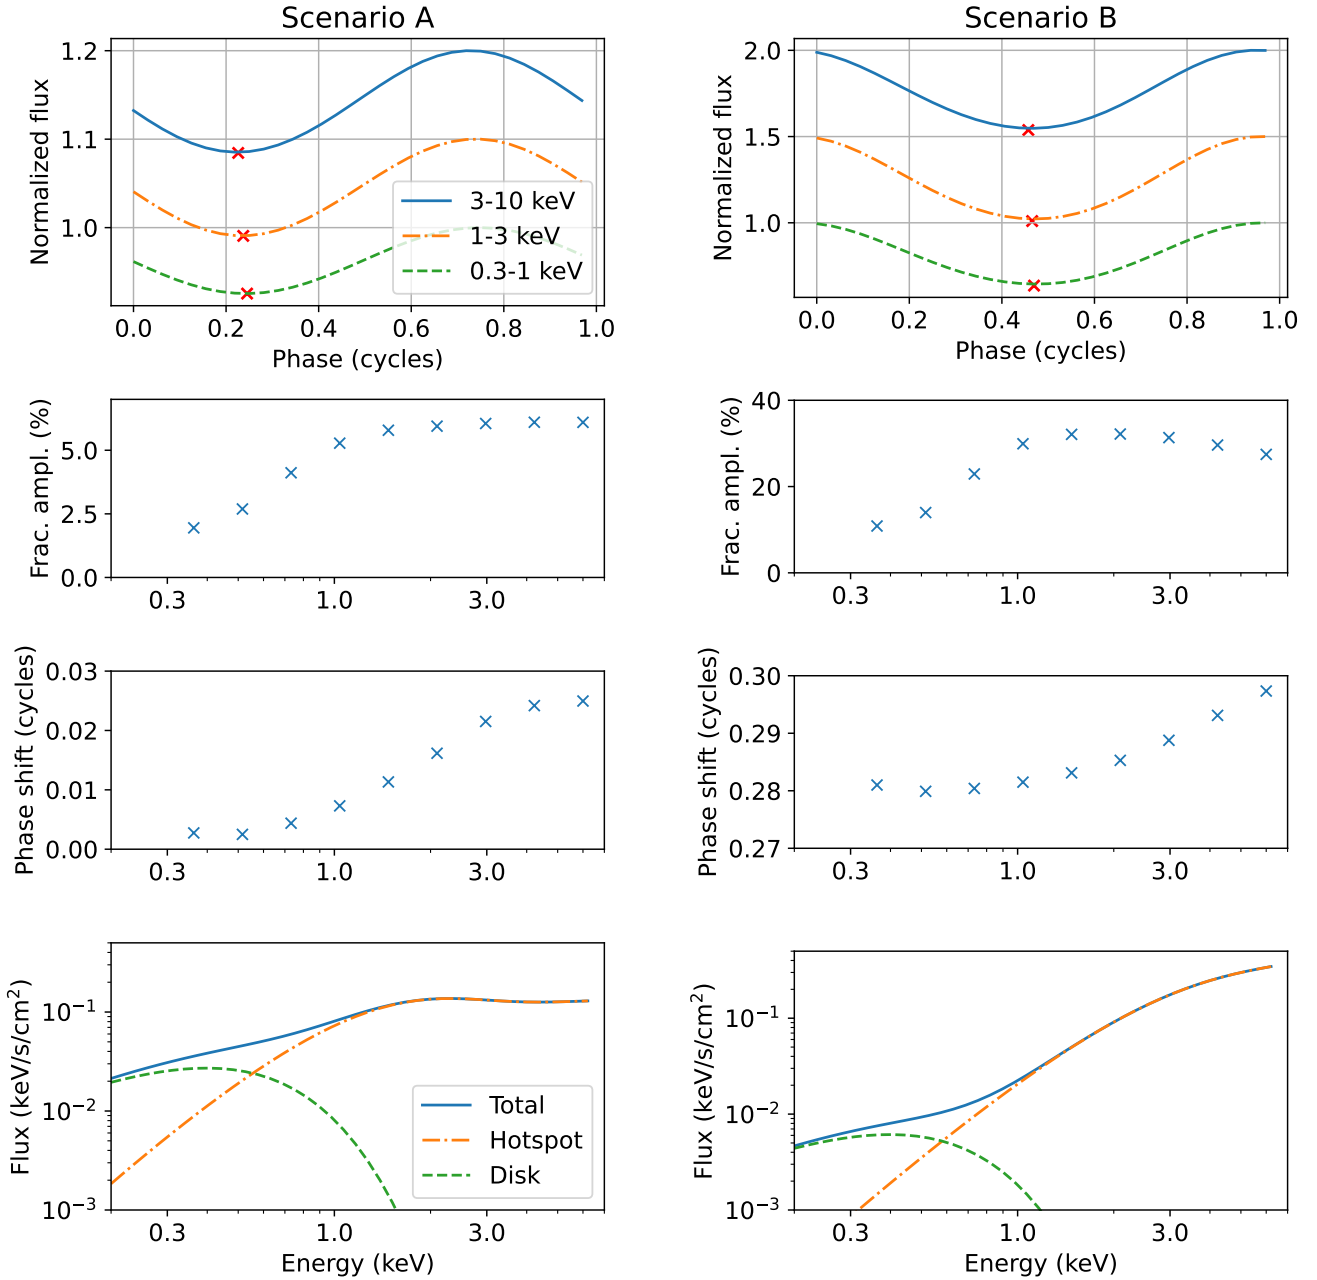 Scenario A
Normalized flux
1.2
1.1
1.0
3-10 keV
1-3 keV
0.3-1 keV
0.0 0.2 0.4 0.6 0.8 1.0
Phase (cycles)
Scenario B
Normalized flux
2.0
1.5
1.0
0.0 0.2 0.4 0.6 0.8 1.0
Phase (cycles)
Frac. ampl. (%)
5.0
2.5
0.0
0.3 1.0 3.0
Frac. ampl. (%)
40
20
0
0.3 1.0 3.0
Phase shift (cycles)
0.03
0.02
0.01
0.00
0.3 1.0 3.0
Phase shift (cycles)
0.30
0.29
0.28
0.27
0.3 1.0 3.0
Flux (keV/s/cm²)
10⁻¹
10⁻²
10⁻³
Total
Hotspot
Disk
0.3 1.0 3.0
Energy (keV)
Flux (keV/s/cm²)
10⁻¹
10⁻²
10⁻³
0.3 1.0 3.0
Energy (keV)